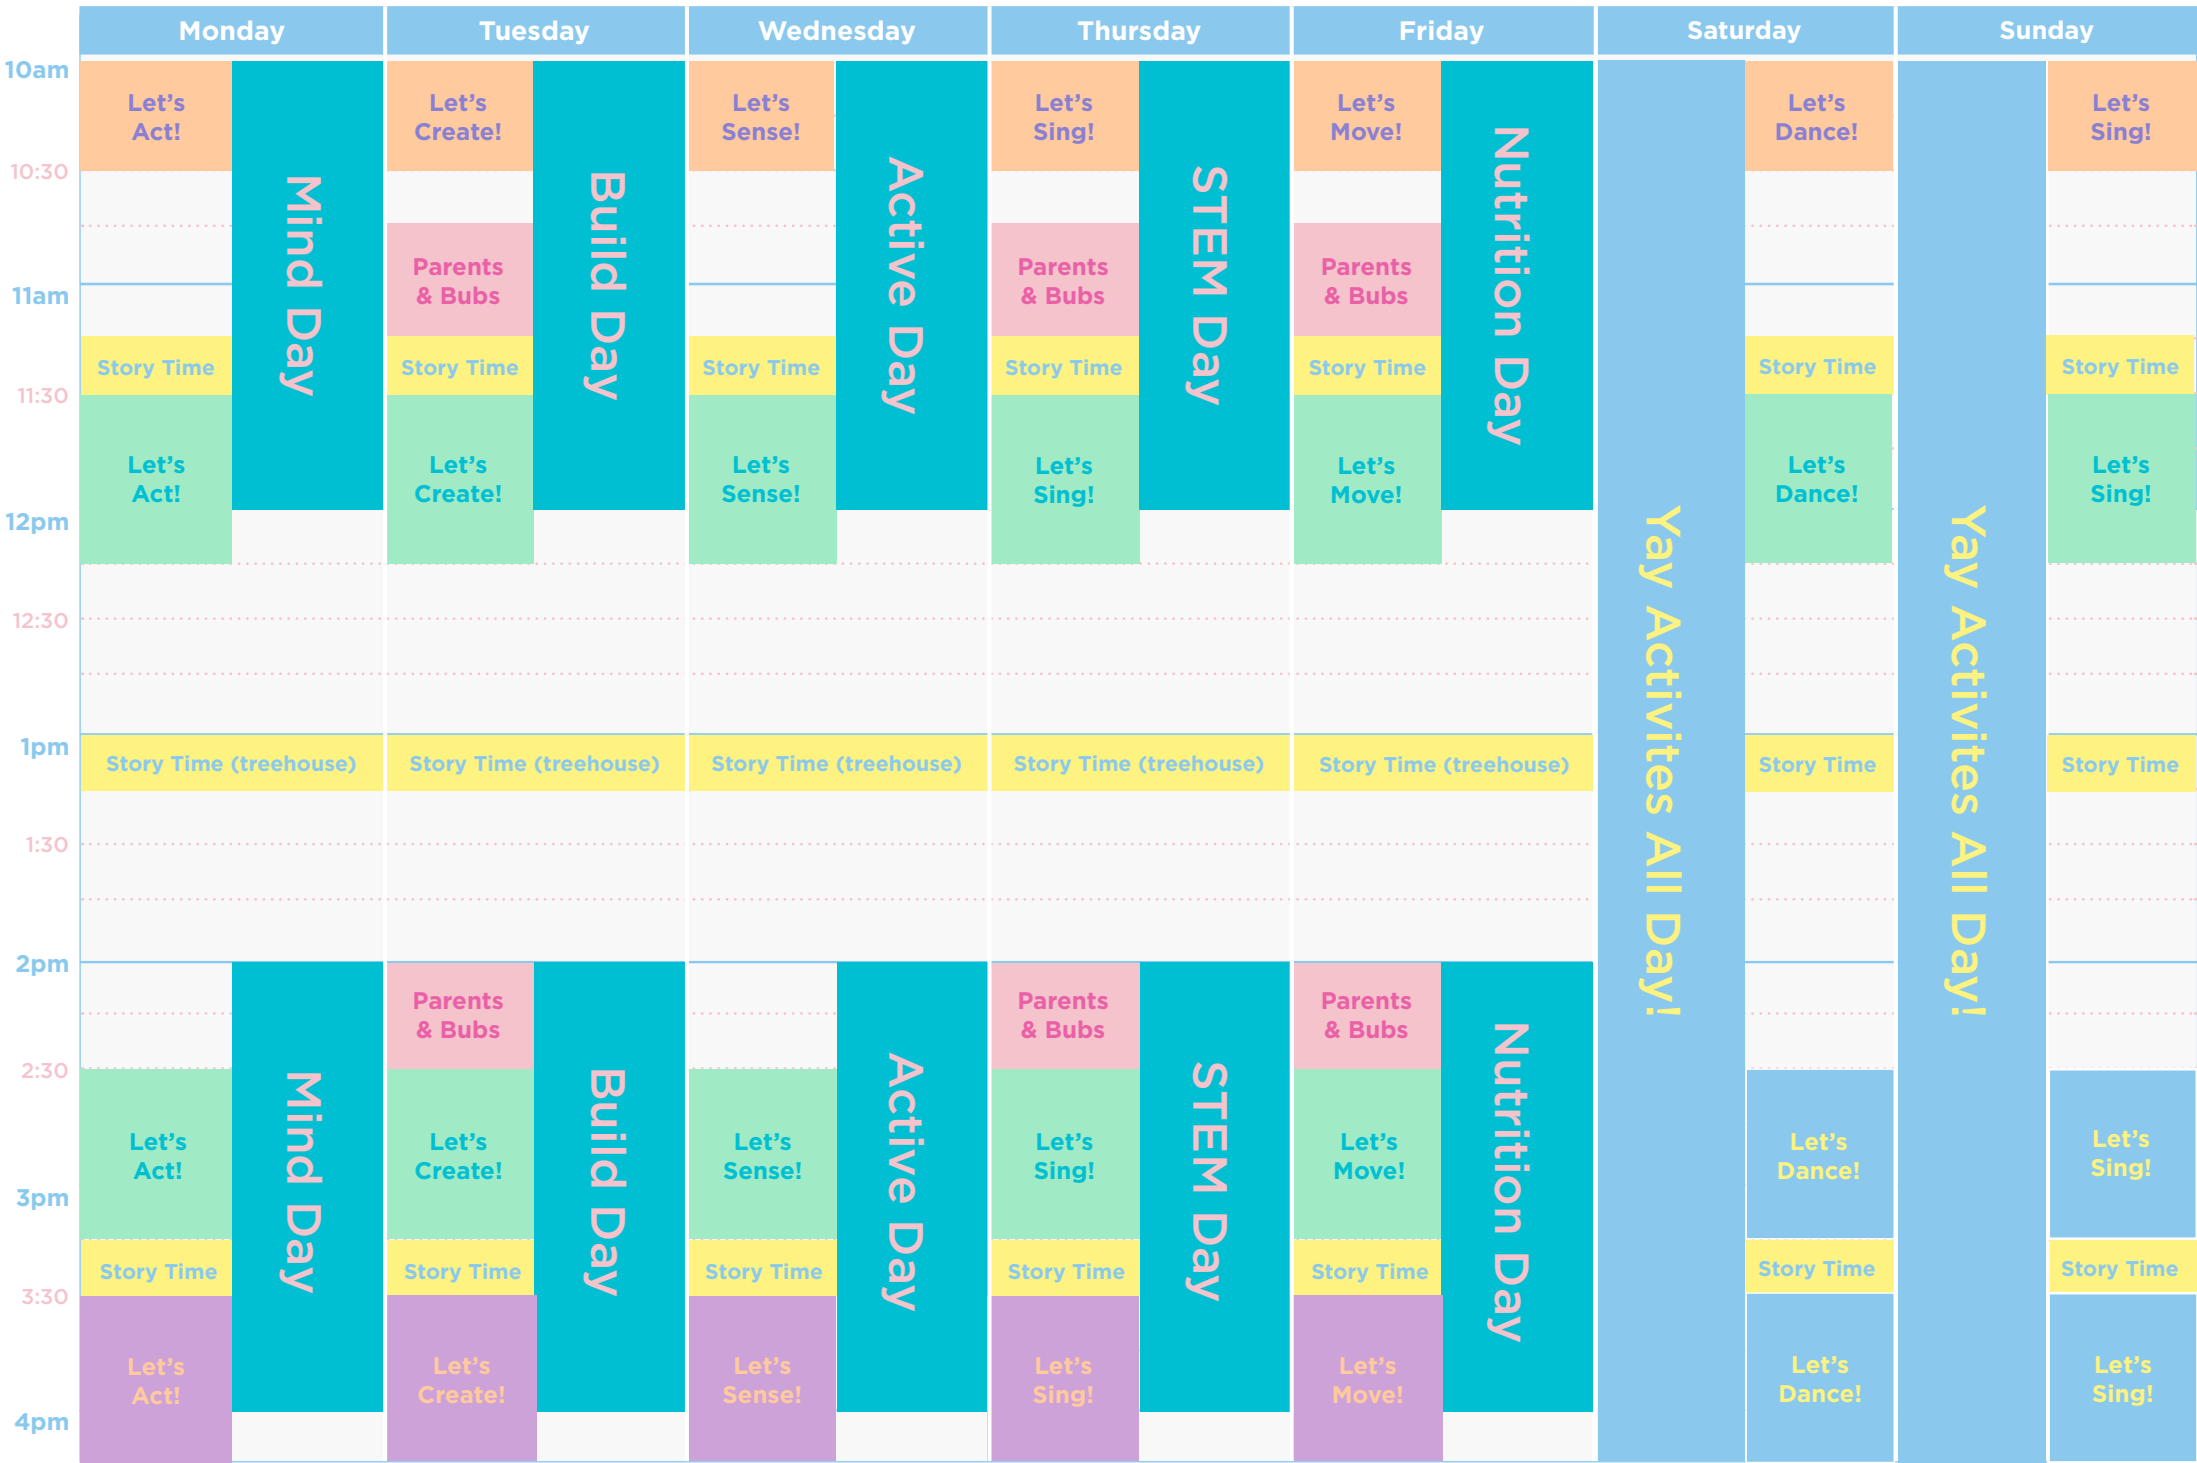 Monday
Tuesday
Wednesday
Thursday
Friday
Saturday
Sunday
10am
Let's
Act!
Mind Day
Let's
Create!
Build Day
Let's
Sense!
Active Day
Let's
Sing!
STEM Day
Let's
Move!
Nutrition Day
Yay Activites All Day!
Let's
Dance!
Yay Activites All Day!
Let's
Sing!
10:30
Parents
& Bubs
Parents
& Bubs
Parents
& Bubs
11am
Story Time
Story Time
Story Time
Story Time
Story Time
Story Time
Story Time
11:30
Let's
Act!
Let's
Create!
Let's
Sense!
Let's
Sing!
Let's
Move!
Let's
Dance!
Let's
Sing!
12pm
12:30
1pm
Story Time (treehouse)
Story Time (treehouse)
Story Time (treehouse)
Story Time (treehouse)
Story Time (treehouse)
Story Time
Story Time
1:30
2pm
Mind Day
Parents
& Bubs
Build Day
Active Day
Parents
& Bubs
STEM Day
Parents
& Bubs
Nutrition Day
2:30
Let's
Act!
Let's
Create!
Let's
Sense!
Let's
Sing!
Let's
Move!
Let's
Dance!
Let's
Sing!
3pm
Story Time
Story Time
Story Time
Story Time
Story Time
Story Time
Story Time
3:30
Let's
Act!
Let's
Create!
Let's
Sense!
Let's
Sing!
Let's
Move!
Let's
Dance!
Let's
Sing!
4pm